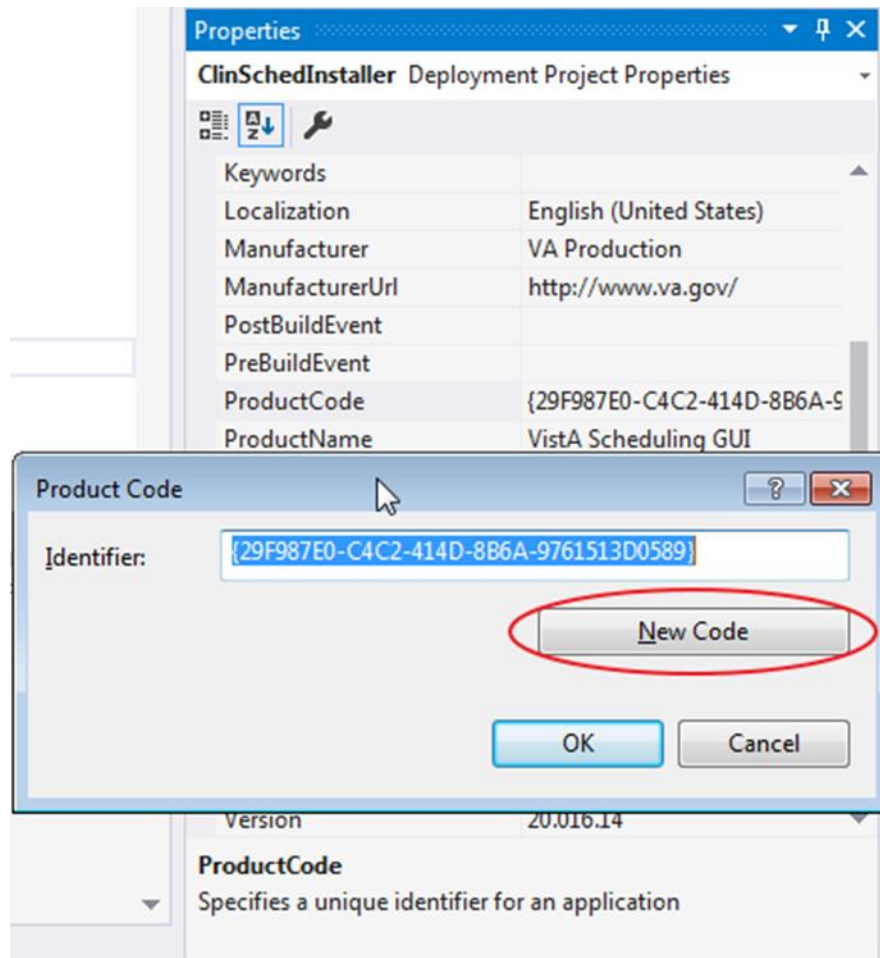 Properties
ClinSchedInstaller Deployment Project Properties
Keywords
Localization English (United States)
Manufacturer VA Production
ManufacturerUrl http://www.va.gov/
PostBuildEvent
PreBuildEvent
ProductCode {29F987E0-C4C2-414D-8B6A-9
ProductName VistA Scheduling GUI
Product Code
Identifier: {29F987E0-C4C2-414D-8B6A-9761513D0589}
New Code
OK Cancel
Version 20.016.14
ProductCode
Specifies a unique identifier for an application